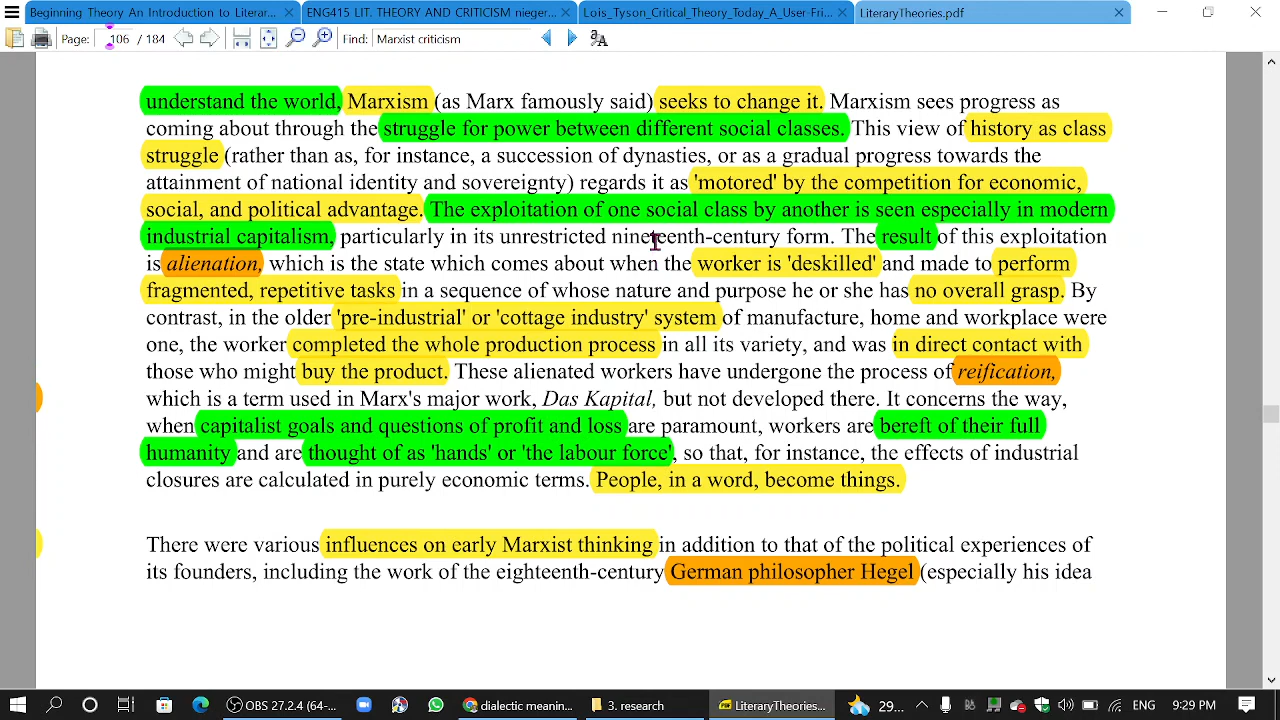 Beginning Theory An Introduction to Literar...
ENG415 LIT. THEORY AND CRITICISM nieger...
Lois_Tyson_Critical_Theory_Today_A_User-Fri...
LiteraryTheories.pdf
Page: 106 / 184
Find: Marxist criticism
understand the world, Marxism (as Marx famously said) seeks to change it. Marxism sees progress as
coming about through the struggle for power between different social classes. This view of history as class
struggle (rather than as, for instance, a succession of dynasties, or as a gradual progress towards the
attainment of national identity and sovereignty) regards it as 'motored' by the competition for economic,
social, and political advantage. The exploitation of one social class by another is seen especially in modern
industrial capitalism, particularly in its unrestricted nineteenth-century form. The result of this exploitation
is alienation, which is the state which comes about when the worker is 'deskilled' and made to perform
fragmented, repetitive tasks in a sequence of whose nature and purpose he or she has no overall grasp. By
contrast, in the older 'pre-industrial' or 'cottage industry' system of manufacture, home and workplace were
one, the worker completed the whole production process in all its variety, and was in direct contact with
those who might buy the product. These alienated workers have undergone the process of reification,
which is a term used in Marx's major work, Das Kapital, but not developed there. It concerns the way,
when capitalist goals and questions of profit and loss are paramount, workers are bereft of their full
humanity and are thought of as 'hands' or 'the labour force', so that, for instance, the effects of industrial
closures are calculated in purely economic terms. People, in a word, become things.
There were various influences on early Marxist thinking in addition to that of the political experiences of
its founders, including the work of the eighteenth-century German philosopher Hegel (especially his idea
OBS 27.2.4 (64-...
dialectic meanin...
3. research
LiteraryTheories...
29...
ENG
9:29 PM